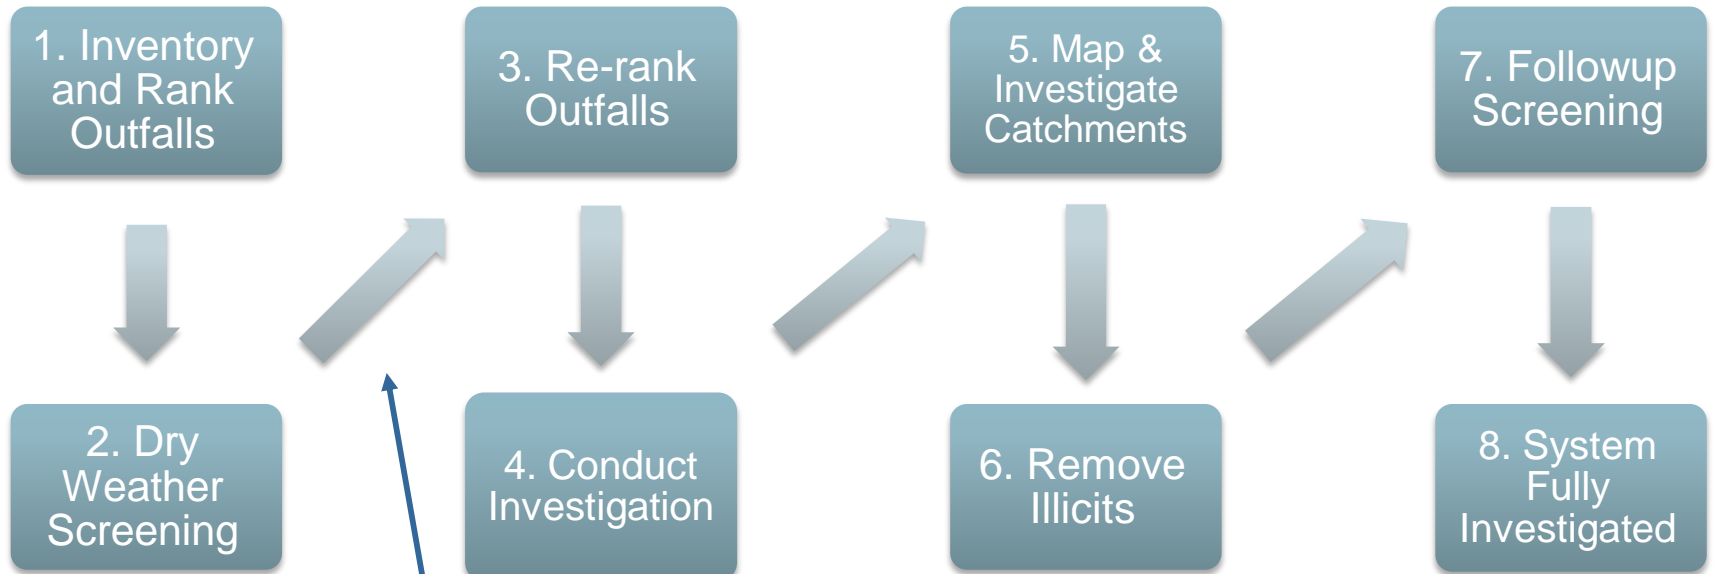 1. Inventory
and Rank
Outfalls
2. Dry
Weather
Screening
3. Re-rank
Outfalls
4. Conduct
Investigation
5. Map &
Investigate
Catchments
6. Remove
Illicits
7. Followup
Screening
8. System
Fully
Investigated